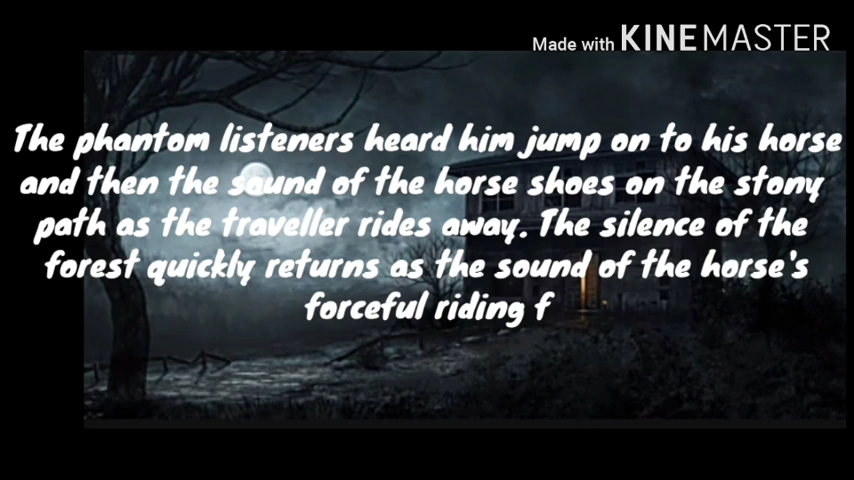 Made with KINEMASTER
The phantom listeners heard him jump on to his horse
and then the sound of the horse shoes on the stony
path as the traveller rides away. The silence of the
forest quickly returns as the sound of the horse's
forceful riding f